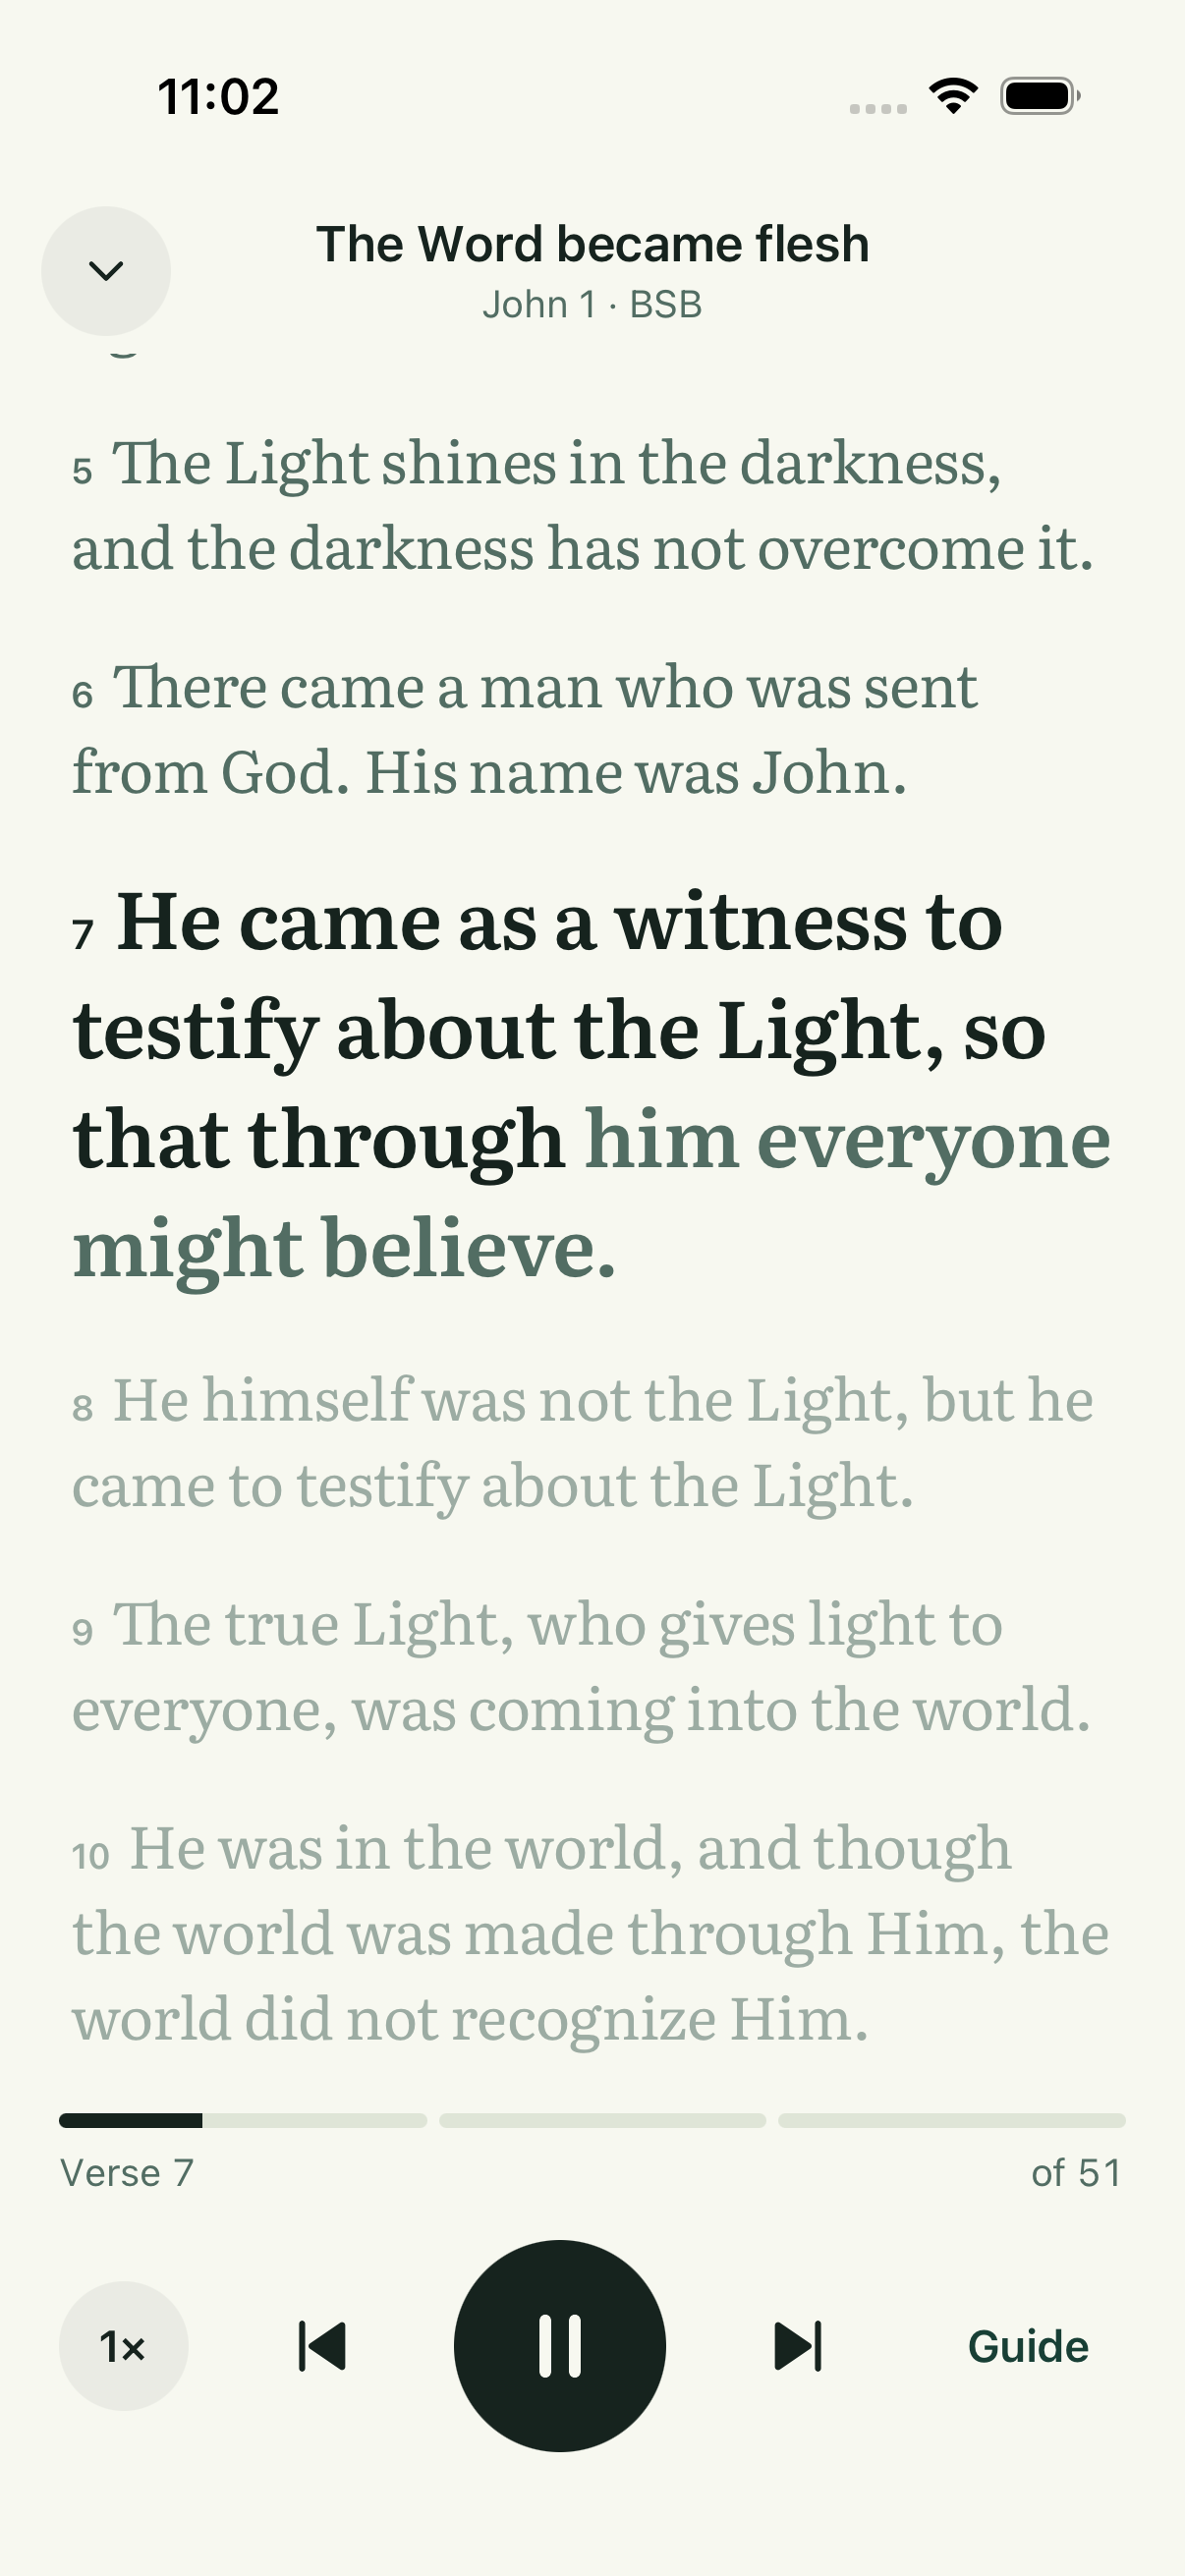 11:02
The Word became flesh
John 1 · BSB
5 The Light shines in the darkness,
and the darkness has not overcome it.
6 There came a man who was sent
from God. His name was John.
7 He came as a witness to
testify about the Light, so
that through him everyone
might believe.
8 He himself was not the Light, but he
came to testify about the Light.
9 The true Light, who gives light to
everyone, was coming into the world.
10 He was in the world, and though
the world was made through Him, the
world did not recognize Him.
Verse 7
of 51
1×
Guide